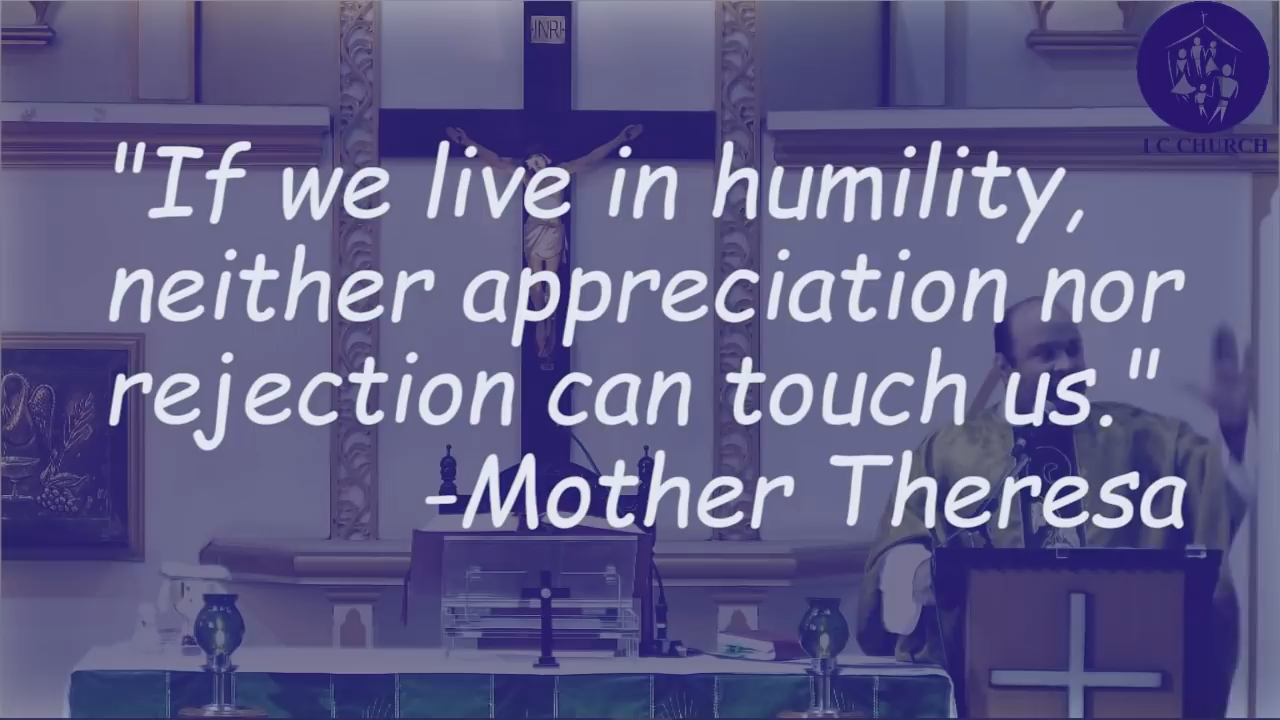 INRI
LC CHURCH
"If we live in humility,
neither appreciation nor
rejection can touch us."
-Mother Theresa